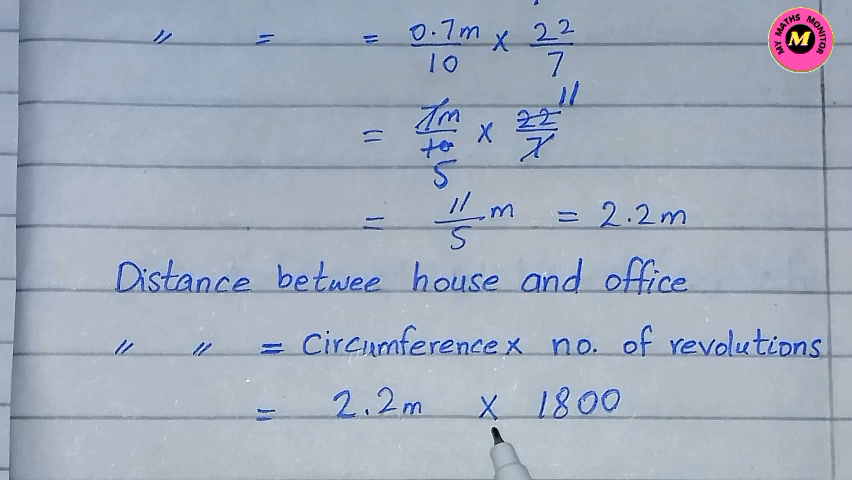 〃 = = 0.7m/10 × 22/7
= 7m/10 5 × 22/7 11
= 11/5 m = 2.2m
Distance betwee house and office
〃 〃 = Circumference × no. of revolutions
= 2.2m × 1800
MY MATHS MONITOR
M